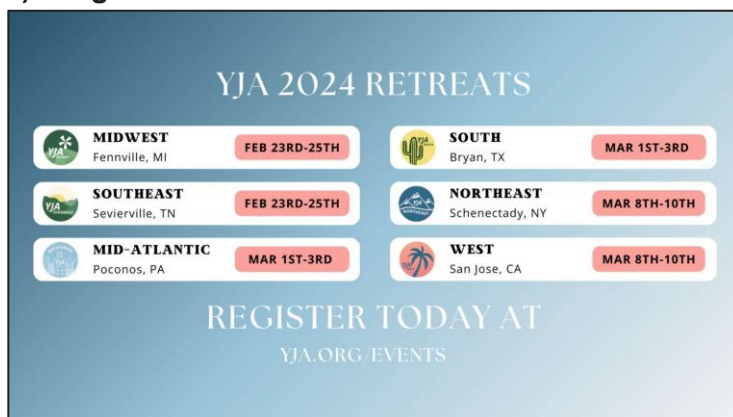 YJA 2024 RETREATS
MIDWEST
Fennville, MI
FEB 23RD-25TH
SOUTHEAST
Sevierville, TN
FEB 23RD-25TH
MID-ATLANTIC
Poconos, PA
MAR 1ST-3RD
SOUTH
Bryan, TX
MAR 1ST-3RD
NORTHEAST
Schenectady, NY
MAR 8TH-10TH
WEST
San Jose, CA
MAR 8TH-10TH
REGISTER TODAY AT
YJA.ORG/EVENTS